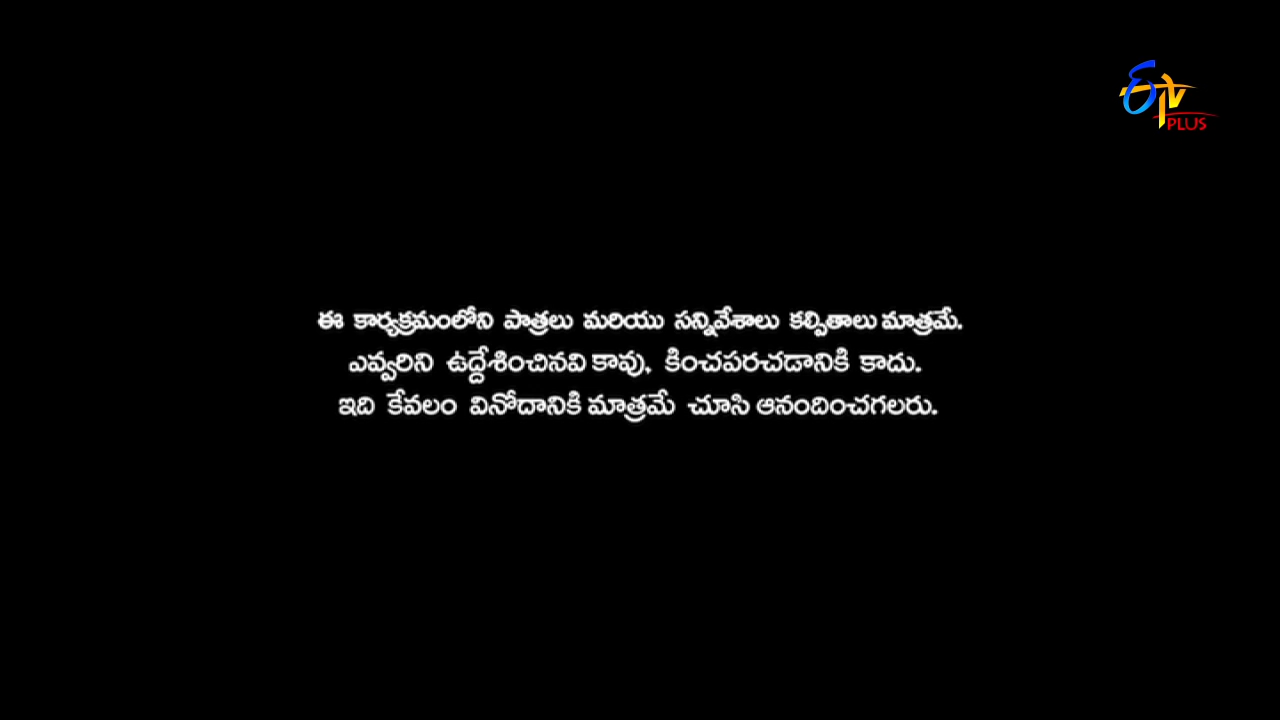 ETV
PLUS
ఈ కార్యక్రమంలోని పాత్రలు మరియు సన్నివేశాలు కల్పితాలు మాత్రమే.
ఎవ్వరిని ఉద్దేశించినవి కావు, కించపరచడానికి కాదు.
ఇది కేవలం వినోదానికి మాత్రమే చూసి ఆనందించగలరు.